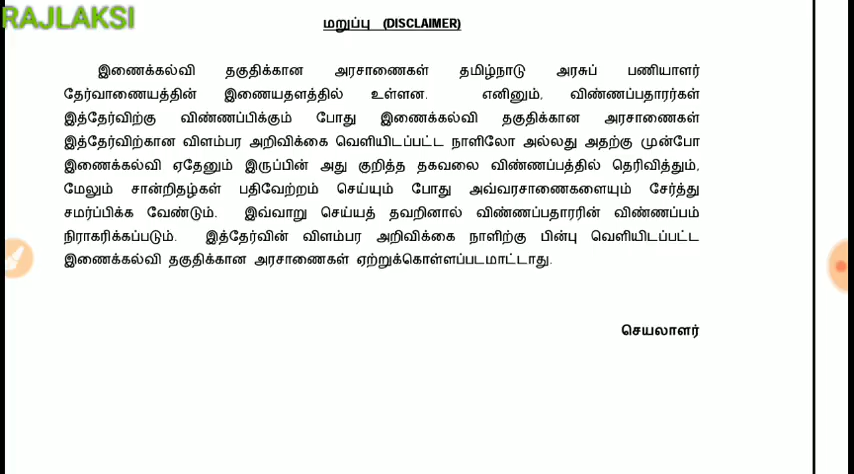 RAJLAKSI
மறுப்பு (DISCLAIMER)
இணைக்கல்வி தகுதிக்கான அரசாணைகள் தமிழ்நாடு அரசுப் பணியாளர்
தேர்வாணையத்தின் இணையதளத்தில் உள்ளன. எனினும், விண்ணப்பதாரர்கள்
இத்தேர்விற்கு விண்ணப்பிக்கும் போது இணைக்கல்வி தகுதிக்கான அரசாணைகள்
இத்தேர்விற்கான விளம்பர அறிவிக்கை வெளியிடப்பட்ட நாளிலோ அல்லது அதற்கு முன்போ
இணைக்கல்வி ஏதேனும் இருப்பின் அது குறித்த தகவலை விண்ணப்பத்தில் தெரிவித்தும்,
மேலும் சான்றிதழ்கள் பதிவேற்றம் செய்யும் போது அவ்வரசாணைகளையும் சேர்த்து
சமர்ப்பிக்க வேண்டும். இவ்வாறு செய்யத் தவறினால் விண்ணப்பதாரரின் விண்ணப்பம்
நிராகரிக்கப்படும். இத்தேர்வின் விளம்பர அறிவிக்கை நாளிற்கு பின்பு வெளியிடப்பட்ட
இணைக்கல்வி தகுதிக்கான அரசாணைகள் ஏற்றுக்கொள்ளப்படமாட்டாது.
செயலாளர்